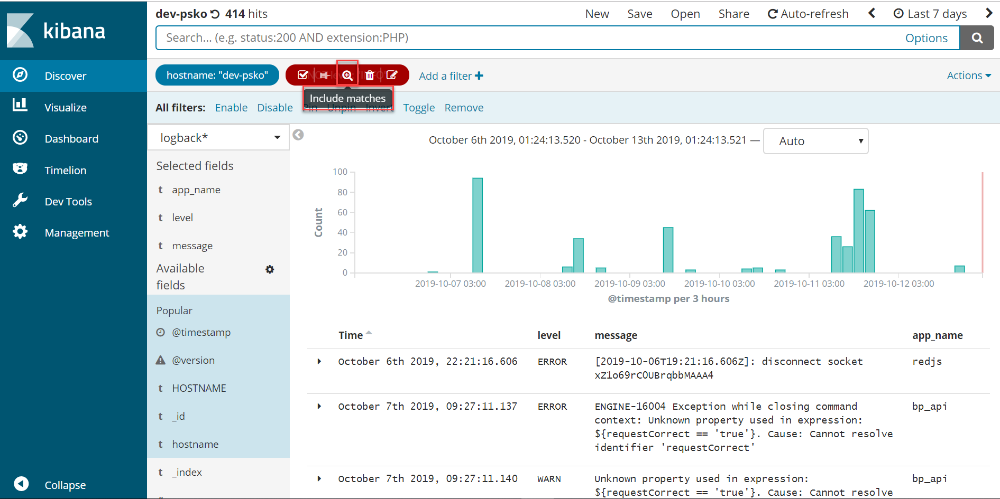 kibana
Discover
Visualize
Dashboard
Timelion
Dev Tools
Management
Collapse
dev-psko 414 hits
New Save Open Share Auto-refresh Last 7 days
Search... (e.g. status:200 AND extension:PHP) Options
hostname: "dev-psko" Add a filter Actions
Include matches
All filters: Enable Disable Pin Unpin Invert Toggle Remove
logback*
Selected fields
t app_name
t level
t message
Available
fields
Popular
@timestamp
@version
t HOSTNAME
t _id
t hostname
t _index
October 6th 2019, 01:24:13.520 - October 13th 2019, 01:24:13.521 — Auto
Count
100
80
60
40
20
0
2019-10-07 03:00 2019-10-08 03:00 2019-10-09 03:00 2019-10-10 03:00 2019-10-11 03:00 2019-10-12 03:00
@timestamp per 3 hours
Time level message app_name
October 6th 2019, 22:21:16.606 ERROR [2019-10-06T19:21:16.606Z]: disconnect socket redjs
xZ1o69rC0UBrqbbMAAA4
October 7th 2019, 09:27:11.137 ERROR ENGINE-16004 Exception while closing command bp_api
context: Unknown property used in expression:
${requestCorrect == 'true'}. Cause: Cannot resolve
identifier 'requestCorrect'
October 7th 2019, 09:27:11.140 WARN Unknown property used in expression: bp_api
${requestCorrect == 'true'}. Cause: Cannot resolve